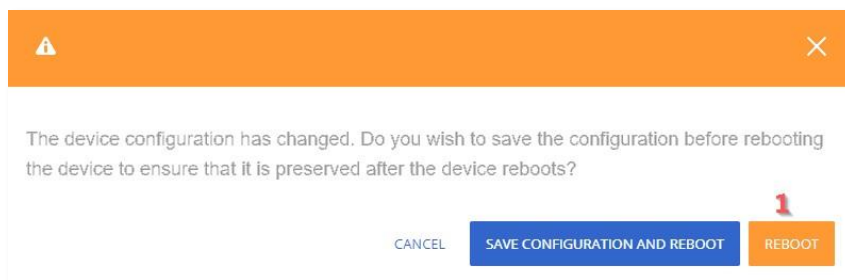 The device configuration has changed. Do you wish to save the configuration before rebooting
the device to ensure that it is preserved after the device reboots?
1
CANCEL SAVE CONFIGURATION AND REBOOT REBOOT